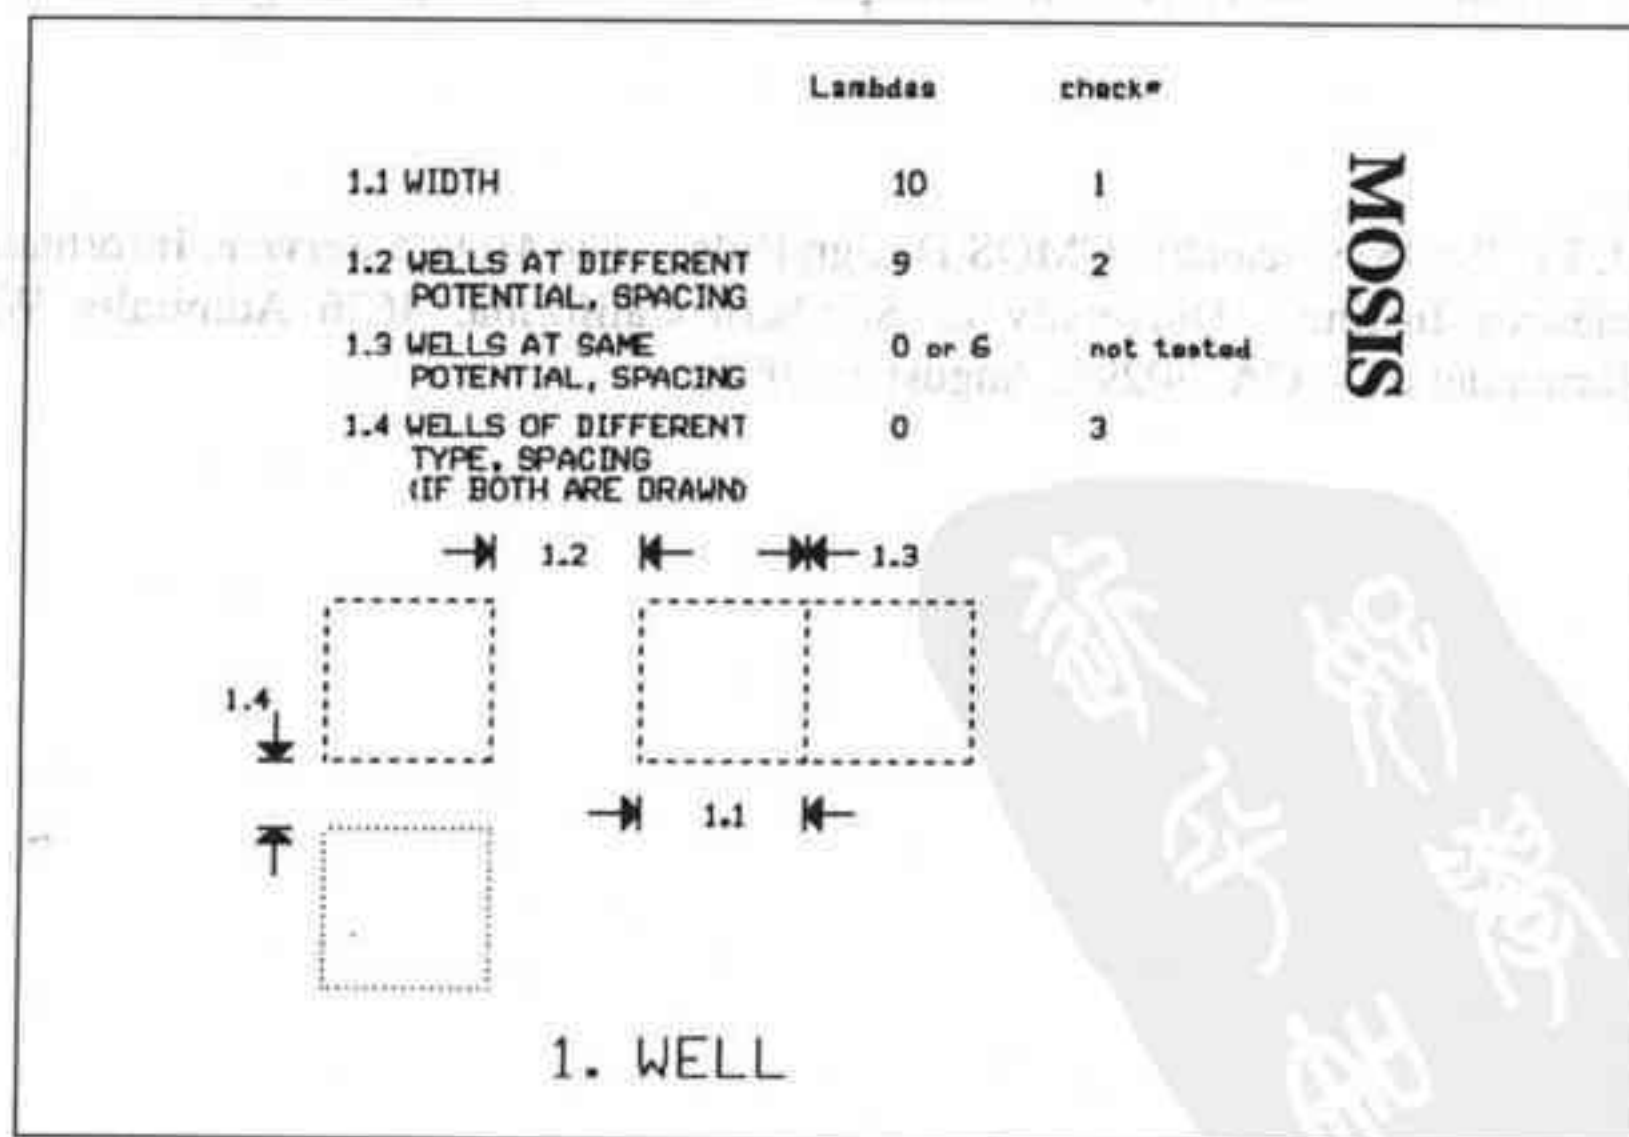 Lambdas check#
MOSIS
1.1 WIDTH 10 1
1.2 WELLS AT DIFFERENT 9 2
POTENTIAL, SPACING
1.3 WELLS AT SAME 0 or 6 not tested
POTENTIAL, SPACING
1.4 WELLS OF DIFFERENT 0 3
TYPE, SPACING
(IF BOTH ARE DRAWN)
1.2 1.3
1.4
1.1
1. WELL